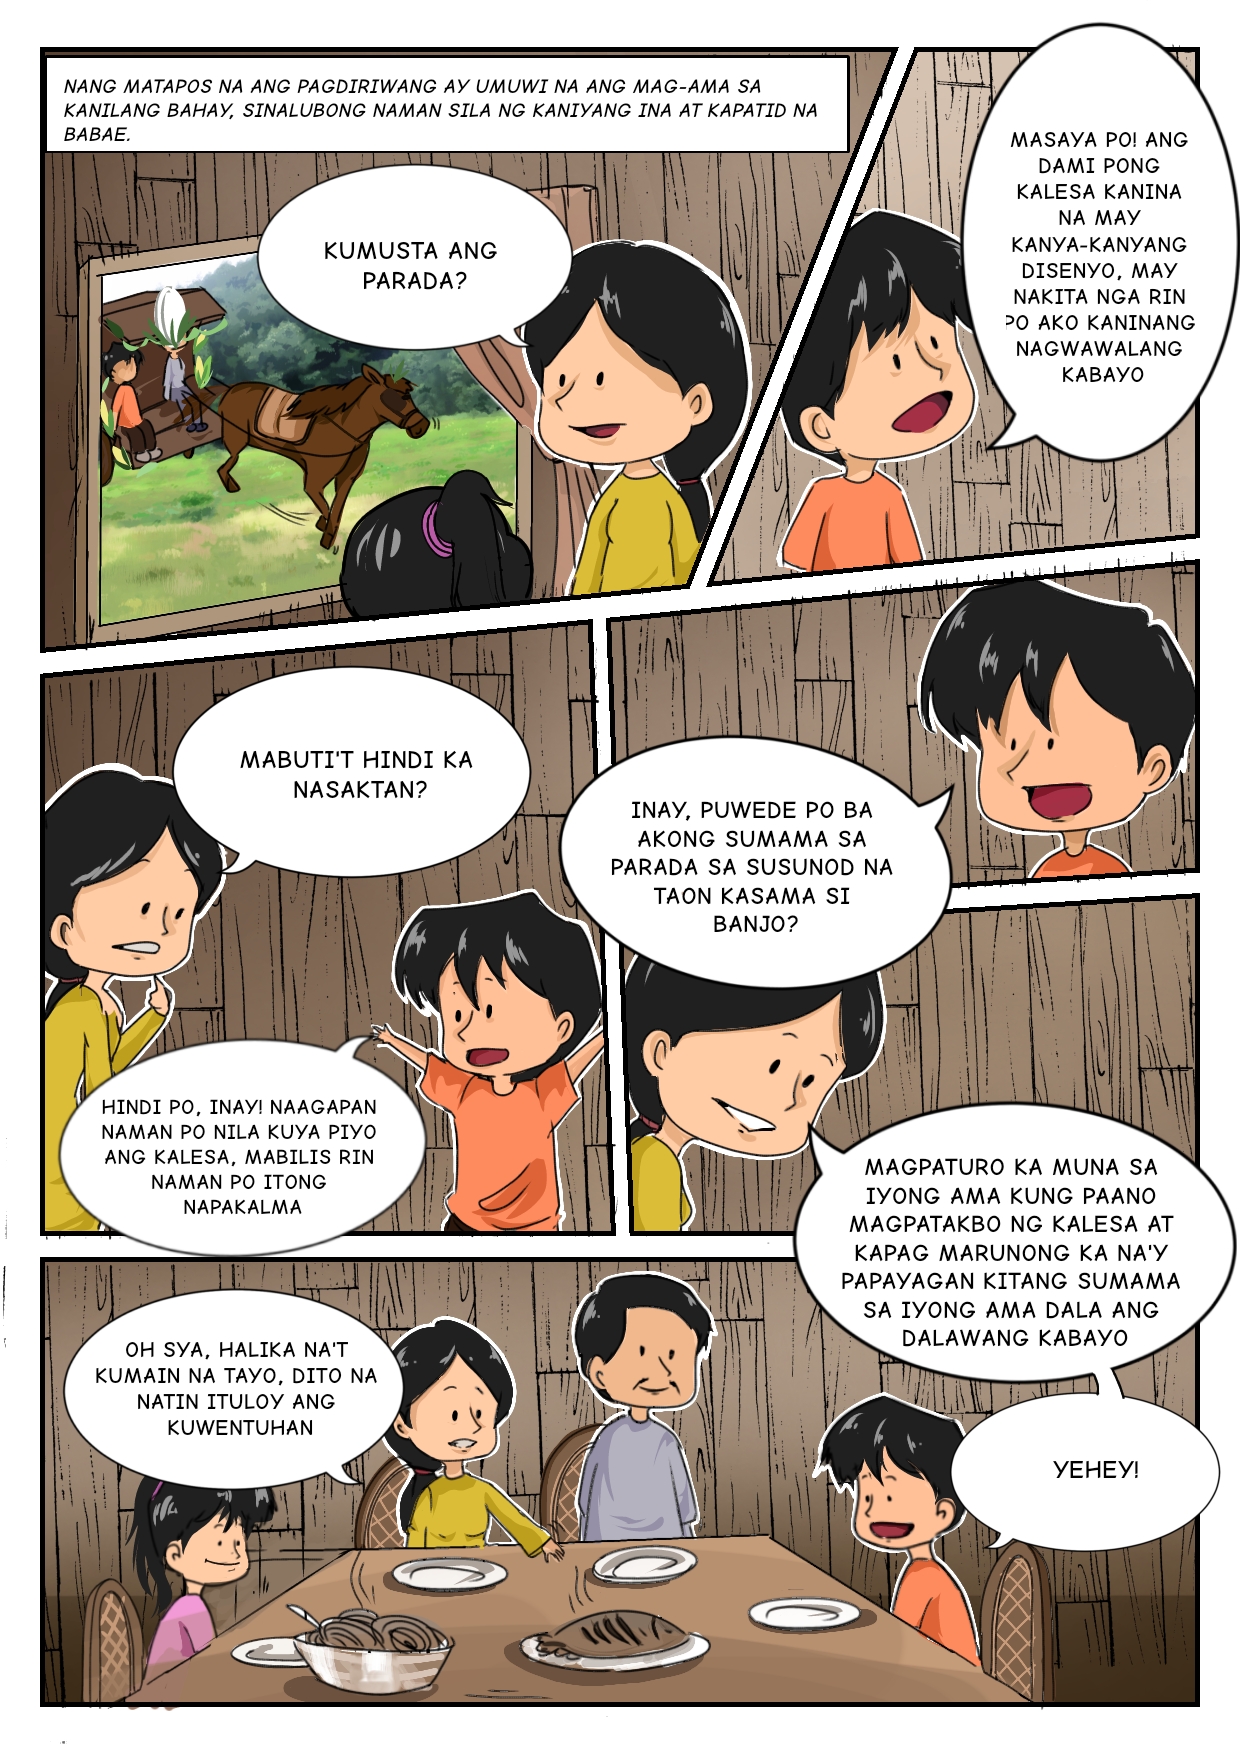 NANG MATAPOS NA ANG PAGDIRIWANG AY UMUWI NA ANG MAG-AMA SA
KANILANG BAHAY, SINALUBONG NAMAN SILA NG KANIYANG INA AT KAPATID NA
BABAE.
KUMUSTA ANG
PARADA?
MASAYA PO! ANG
DAMI PONG
KALESA KANINA
NA MAY
KANYA-KANYANG
DISENYO, MAY
NAKITA NGA RIN
PO AKO KANINANG
NAGWAWALANG
KABAYO
MABUTI'T HINDI KA
NASAKTAN?
HINDI PO, INAY! NAAGAPAN
NAMAN PO NILA KUYA PIYO
ANG KALESA, MABILIS RIN
NAMAN PO ITONG
NAPAKALMA
INAY, PUWEDE PO BA
AKONG SUMAMA SA
PARADA SA SUSUNOD NA
TAON KASAMA SI
BANJO?
MAGPATURO KA MUNA SA
IYONG AMA KUNG PAANO
MAGPATAKBO NG KALESA AT
KAPAG MARUNONG KA NA'Y
PAPAYAGAN KITANG SUMAMA
SA IYONG AMA DALA ANG
DALAWANG KABAYO
OH SYA, HALIKA NA'T
KUMAIN NA TAYO, DITO NA
NATIN ITULOY ANG
KUWENTUHAN
YEHEY!